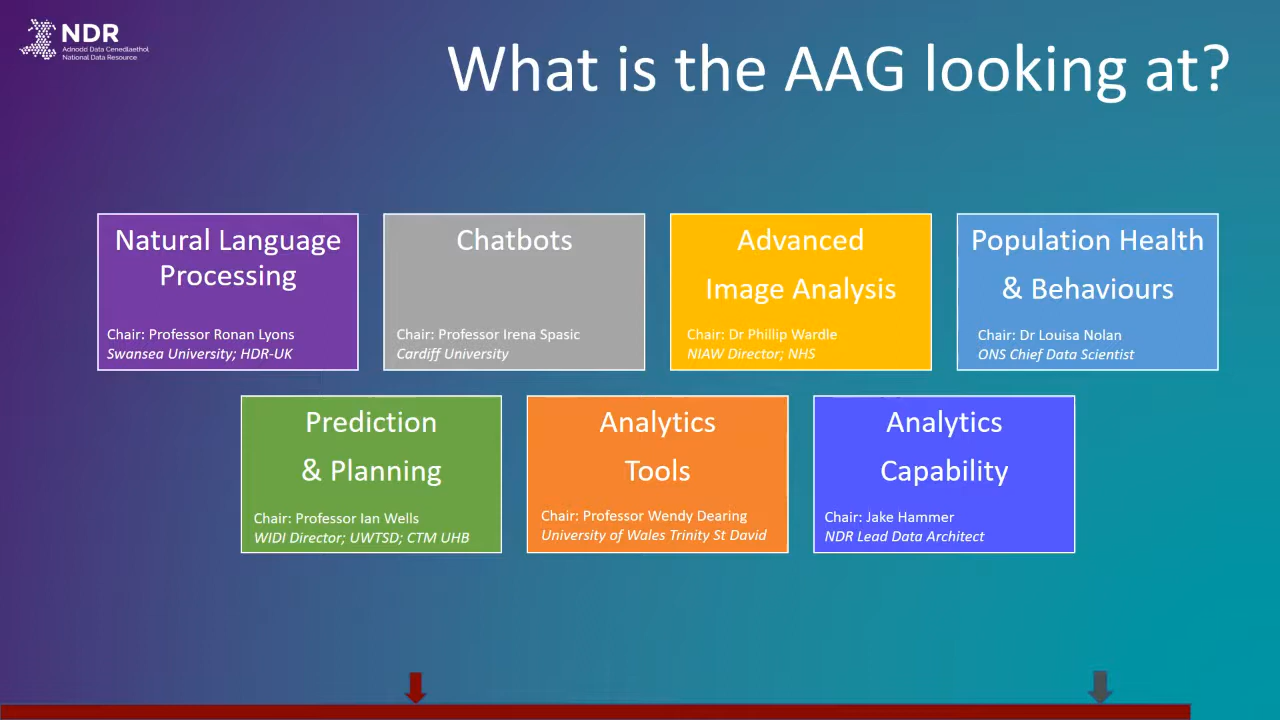 NDR
Adnodd Data Cenedlaethol
National Data Resource
What is the AAG looking at?
Natural Language
Processing
Chair: Professor Ronan Lyons
Swansea University; HDR-UK
Chatbots
Chair: Professor Irena Spasic
Cardiff University
Advanced
Image Analysis
Chair: Dr Phillip Wardle
NIAW Director; NHS
Population Health
& Behaviours
Chair: Dr Louisa Nolan
ONS Chief Data Scientist
Prediction
& Planning
Chair: Professor Ian Wells
WIDI Director; UWTSD; CTM UHB
Analytics
Tools
Chair: Professor Wendy Dearing
University of Wales Trinity St David
Analytics
Capability
Chair: Jake Hammer
NDR Lead Data Architect